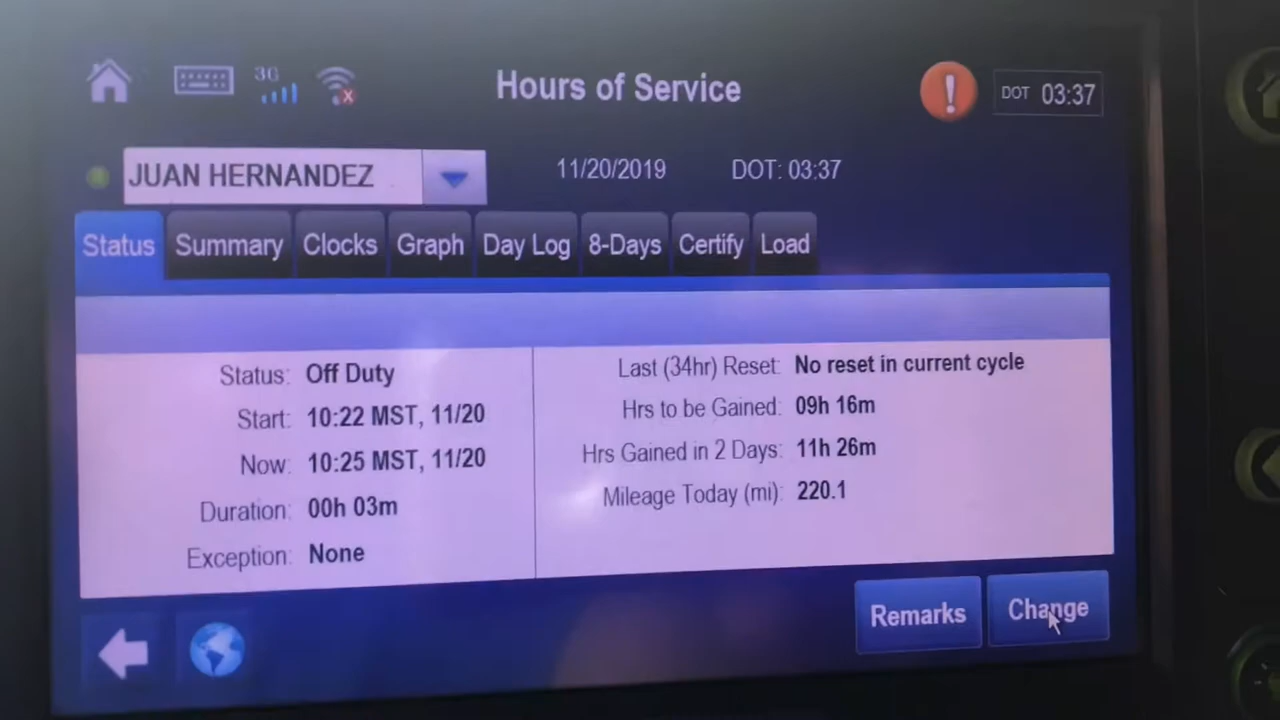 3G
Hours of Service
DOT 03:37
JUAN HERNANDEZ
11/20/2019
DOT: 03:37
Status Summary Clocks Graph Day Log 8-Days Certify Load
Status: Off Duty
Start: 10:22 MST, 11/20
Now: 10:25 MST, 11/20
Duration: 00h 03m
Exception: None
Last (34hr) Reset: No reset in current cycle
Hrs to be Gained: 09h 16m
Hrs Gained in 2 Days: 11h 26m
Mileage Today (mi): 220.1
Remarks
Change